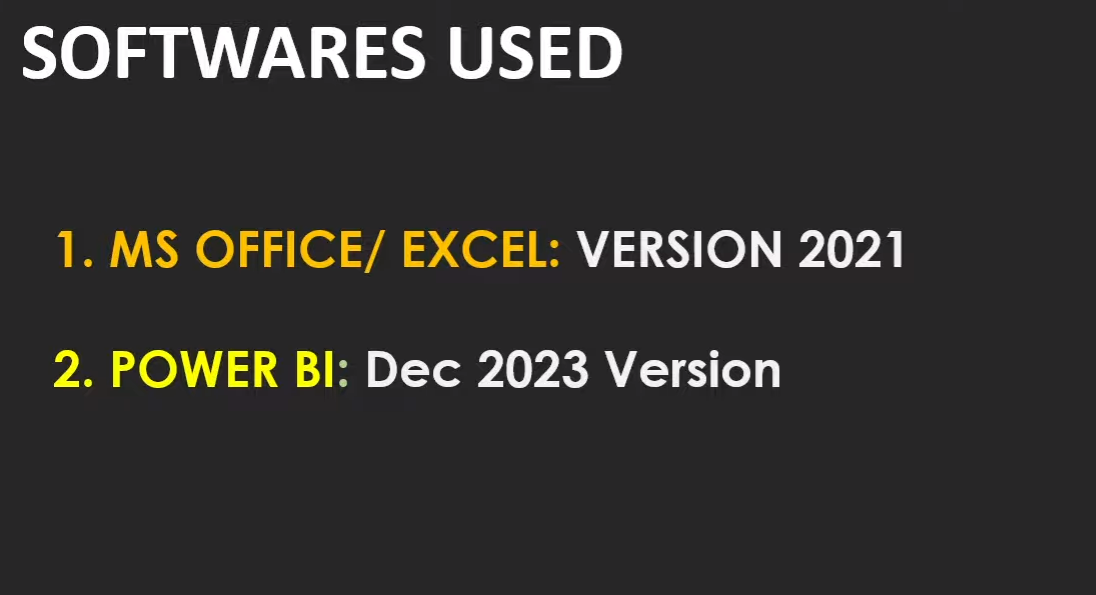 SOFTWARES USED
1. MS OFFICE/ EXCEL: VERSION 2021
2. POWER BI: Dec 2023 Version